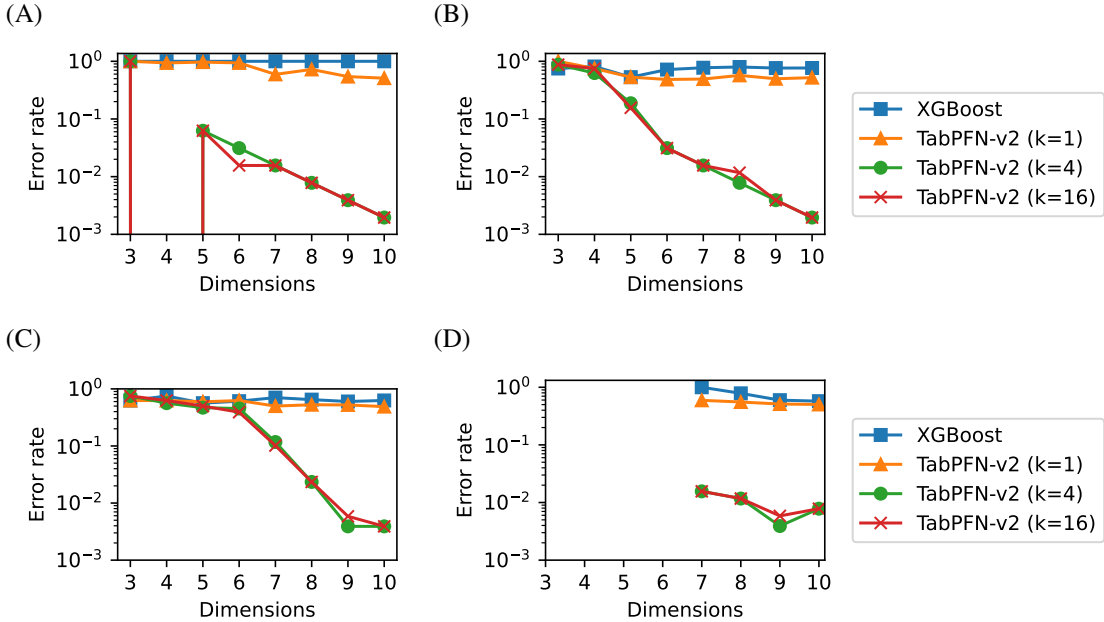 (A)
(B)
10^0
10^-1
10^-2
10^-3
Error rate
3 4 5 6 7 8 9 10
Dimensions
10^0
10^-1
10^-2
10^-3
Error rate
3 4 5 6 7 8 9 10
Dimensions
XGBoost
TabPFN-v2 (k=1)
TabPFN-v2 (k=4)
TabPFN-v2 (k=16)
(C)
(D)
10^0
10^-1
10^-2
10^-3
Error rate
3 4 5 6 7 8 9 10
Dimensions
10^0
10^-1
10^-2
10^-3
Error rate
3 4 5 6 7 8 9 10
Dimensions
XGBoost
TabPFN-v2 (k=1)
TabPFN-v2 (k=4)
TabPFN-v2 (k=16)